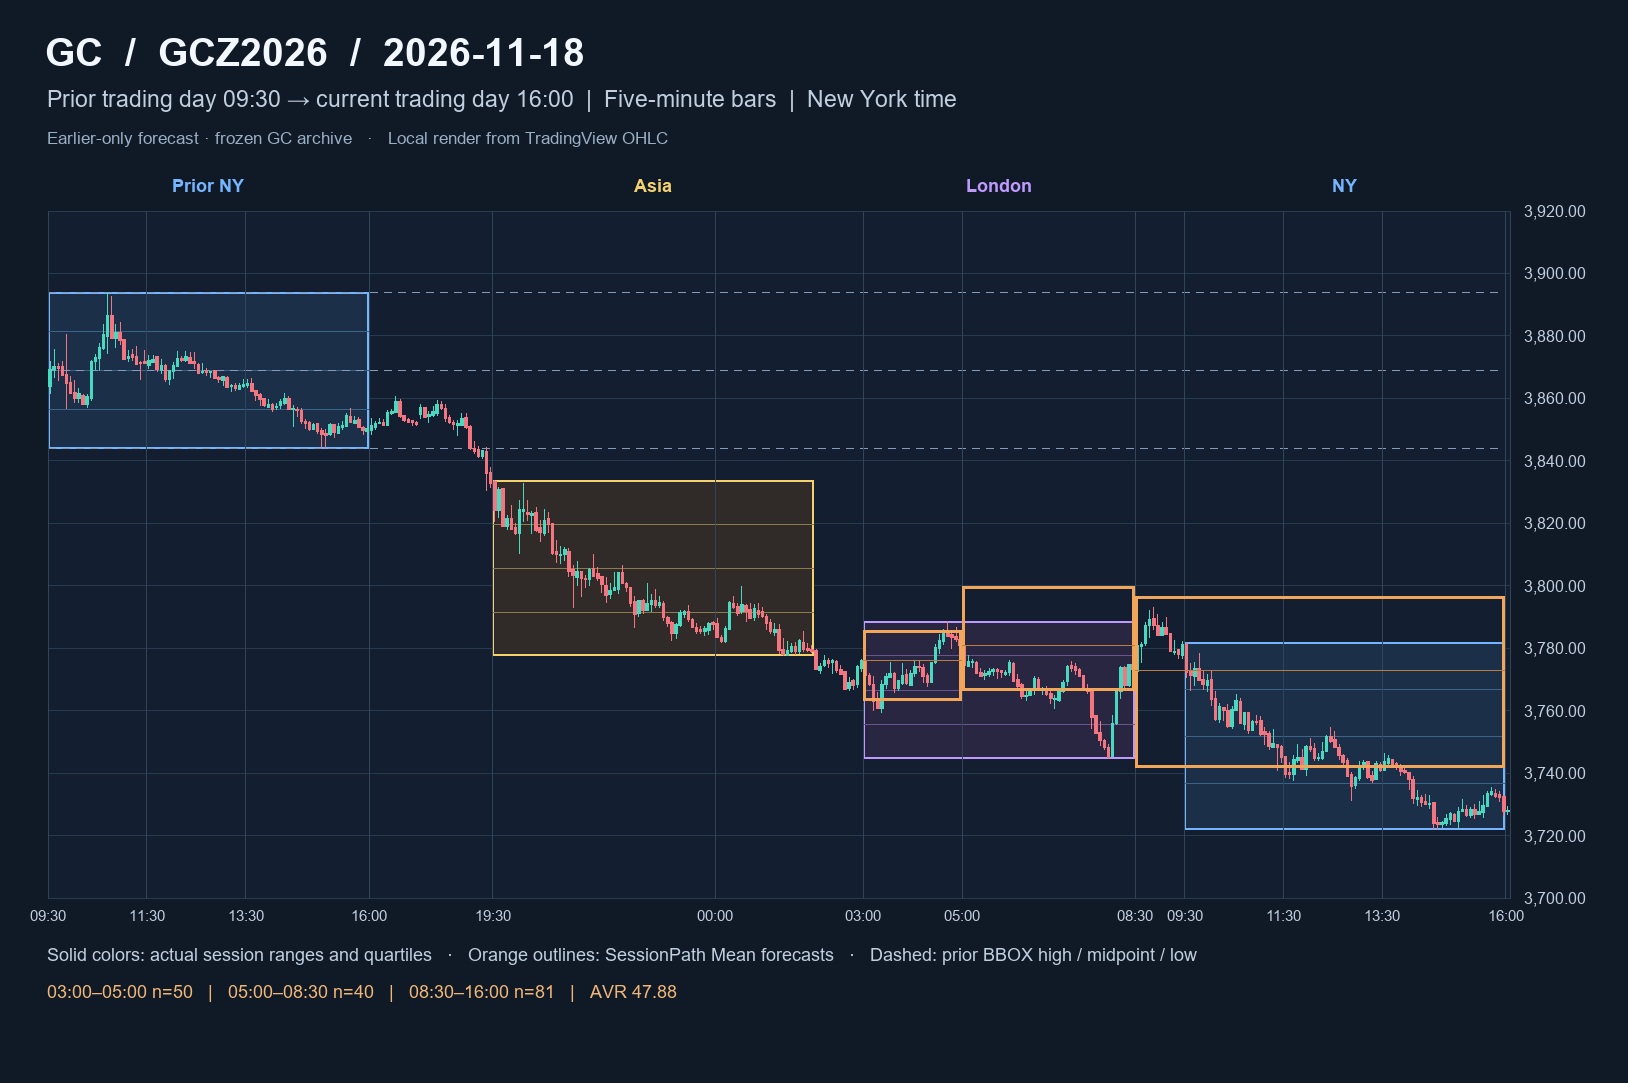 GC / GCZ2026 / 2026-11-18
Prior trading day 09:30 → current trading day 16:00 | Five-minute bars | New York time
Earlier-only forecast · frozen GC archive · Local render from TradingView OHLC
Prior NY Asia London NY
3,920.00
3,900.00
3,880.00
3,860.00
3,840.00
3,820.00
3,800.00
3,780.00
3,760.00
3,740.00
3,720.00
3,700.00
09:30 11:30 13:30 16:00 19:30 00:00 03:00 05:00 08:30 09:30 11:30 13:30 16:00
Solid colors: actual session ranges and quartiles · Orange outlines: SessionPath Mean forecasts · Dashed: prior BBOX high / midpoint / low
03:00–05:00 n=50 | 05:00–08:30 n=40 | 08:30–16:00 n=81 | AVR 47.88